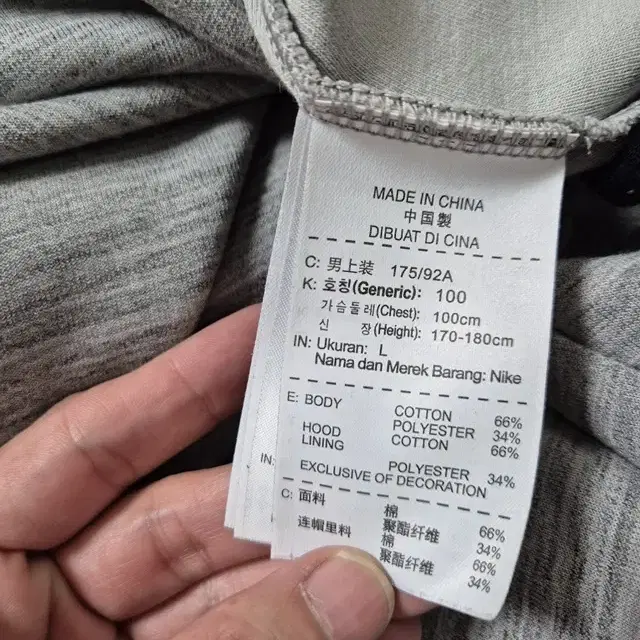 MADE IN CHINA
中国製
DIBUAT DI CINA
C: 男上装 175/92A
K: 호칭(Generic): 100
가슴둘레(Chest): 100cm
신 장(Height): 170-180cm
IN: Ukuran: L
Nama dan Merek Barang: Nike
E: BODY COTTON 66%
POLYESTER 34%
HOOD COTTON 66%
LINING
IN: POLYESTER 34%
EXCLUSIVE OF DECORATION
C: 面料 棉 66%
聚酯纤维 34%
连帽里料 棉 66%
聚酯纤维 34%